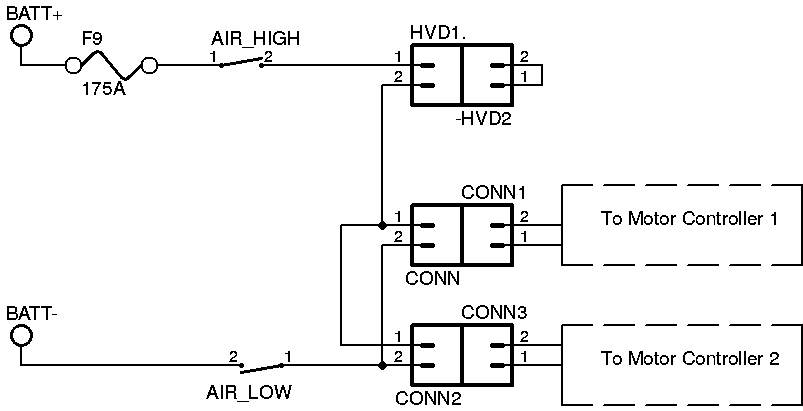 BATT+
F9
175A
AIR_HIGH
1 2
HVD1.
1 2
2 1
-HVD2
CONN1
1 2
2 1
CONN
To Motor Controller 1
BATT-
2 1
AIR_LOW
CONN3
1 2
2 1
CONN2
To Motor Controller 2